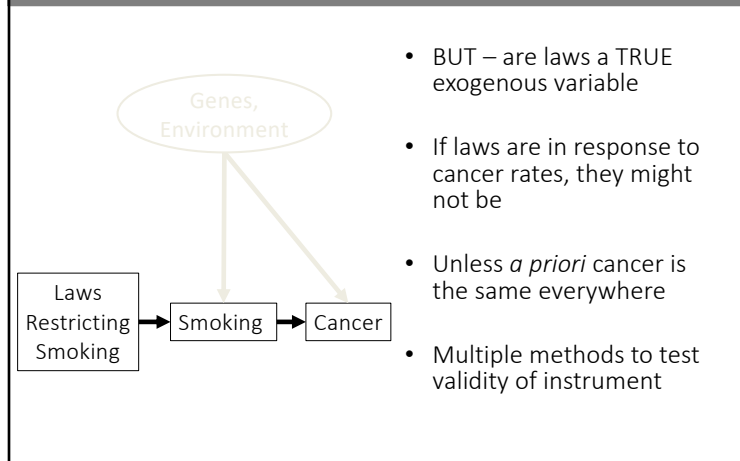 Genes,
Environment
Laws
Restricting
Smoking
Smoking
Cancer
• BUT – are laws a TRUE
exogenous variable
• If laws are in response to
cancer rates, they might
not be
• Unless a priori cancer is
the same everywhere
• Multiple methods to test
validity of instrument